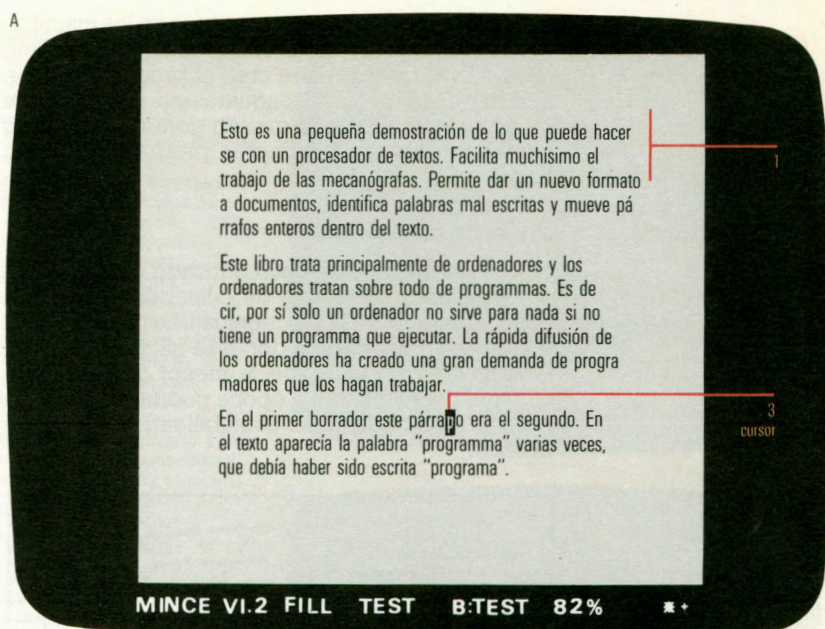 A
Esto es una pequeña demostración de lo que puede hacer
se con un procesador de textos. Facilita muchísimo el
trabajo de las mecanógrafas. Permite dar un nuevo formato
a documentos, identifica palabras mal escritas y mueve pá
rrafos enteros dentro del texto.
Este libro trata principalmente de ordenadores y los
ordenadores tratan sobre todo de programmas. Es de
cir, por sí solo un ordenador no sirve para nada si no
tiene un programma que ejecutar. La rápida difusión de
los ordenadores ha creado una gran demanda de progra
madores que los hagan trabajar.
En el primer borrador este párrapo era el segundo. En
el texto aparecía la palabra "programma" varias veces,
que debía haber sido escrita "programa".
1
3
cursor
MINCE V1.2 FILL TEST B:TEST 82% * +